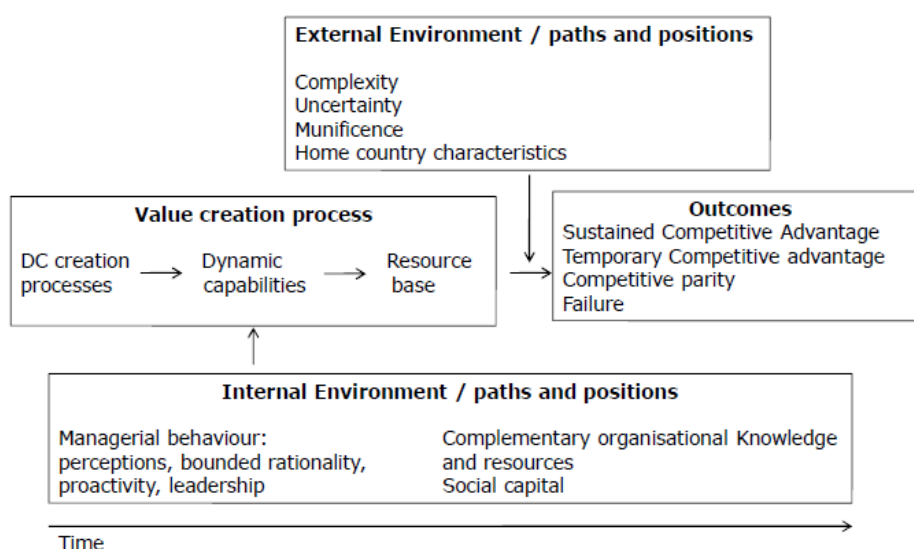 External Environment / paths and positions
Complexity
Uncertainty
Munificence
Home country characteristics
Value creation process
DC creation
processes
Dynamic
capabilities
Resource
base
Outcomes
Sustained Competitive Advantage
Temporary Competitive advantage
Competitive parity
Failure
Internal Environment / paths and positions
Managerial behaviour:
perceptions, bounded rationality,
proactivity, leadership
Complementary organisational Knowledge
and resources
Social capital
Time